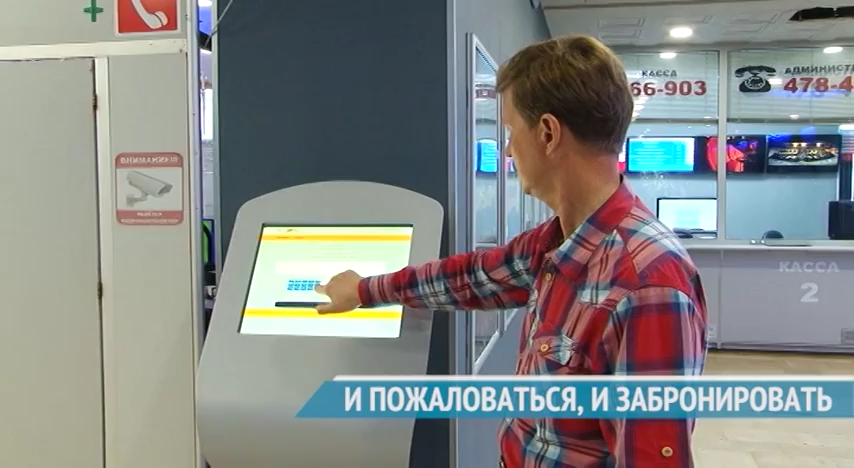 КАССА
66-903
АДМИНИСТ
478-4
ВНИМАНИЕ!
КАССА
2
И ПОЖАЛОВАТЬСЯ, И ЗАБРОНИРОВАТЬ